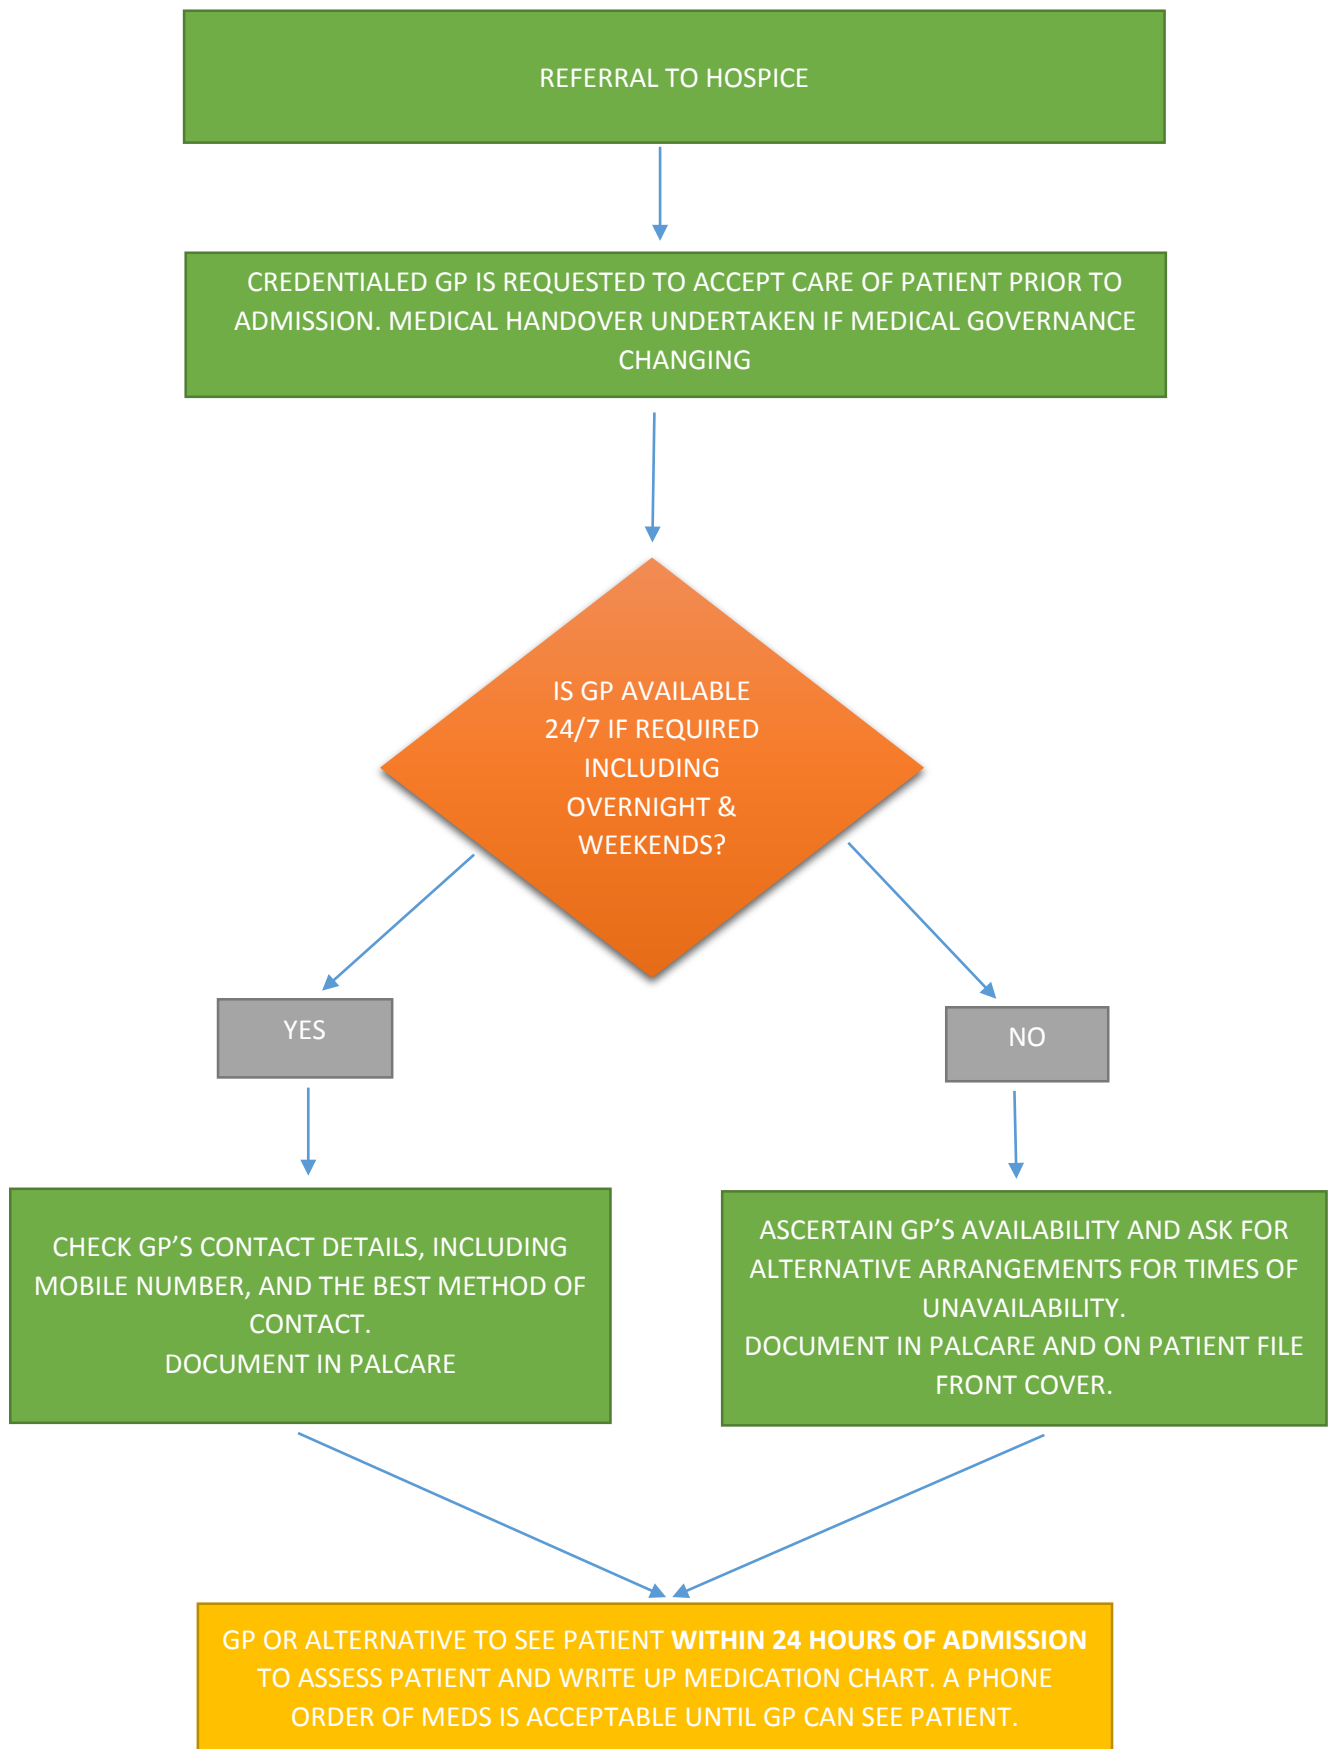 REFERRAL TO HOSPICE
CREDENTIALED GP IS REQUESTED TO ACCEPT CARE OF PATIENT PRIOR TO
ADMISSION. MEDICAL HANDOVER UNDERTAKEN IF MEDICAL GOVERNANCE
CHANGING
IS GP AVAILABLE
24/7 IF REQUIRED
INCLUDING
OVERNIGHT &
WEEKENDS?
YES
NO
CHECK GP’S CONTACT DETAILS, INCLUDING
MOBILE NUMBER, AND THE BEST METHOD OF
CONTACT.
DOCUMENT IN PALCARE
ASCERTAIN GP’S AVAILABILITY AND ASK FOR
ALTERNATIVE ARRANGEMENTS FOR TIMES OF
UNAVAILABILITY.
DOCUMENT IN PALCARE AND ON PATIENT FILE
FRONT COVER.
GP OR ALTERNATIVE TO SEE PATIENT WITHIN 24 HOURS OF ADMISSION
TO ASSESS PATIENT AND WRITE UP MEDICATION CHART. A PHONE
ORDER OF MEDS IS ACCEPTABLE UNTIL GP CAN SEE PATIENT.